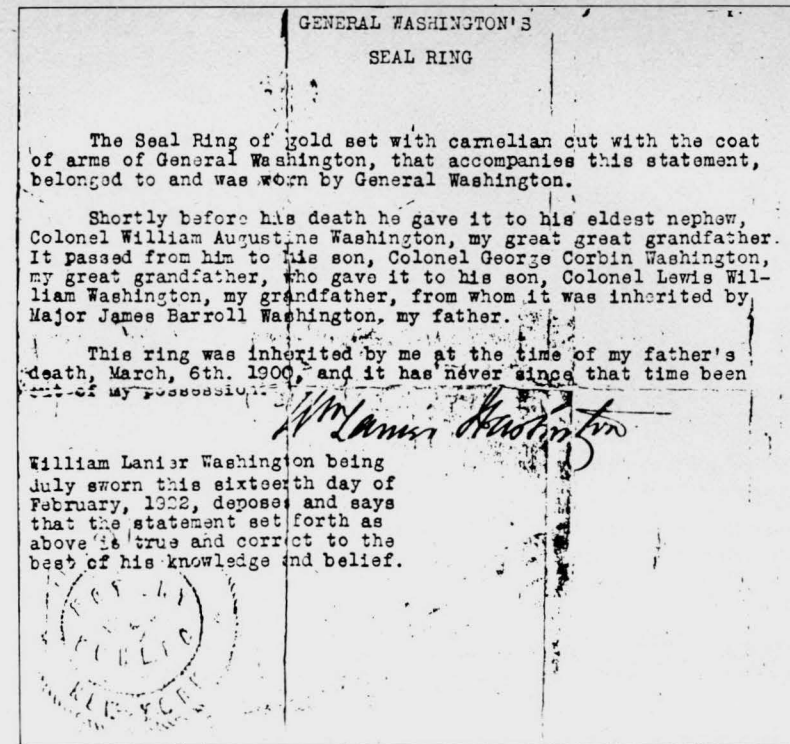 GENERAL WASHINGTON'S
SEAL RING
The Seal Ring of gold set with carnelian cut with the coat
of arms of General Washington, that accompanies this statement,
belonged to and was worn by General Washington.
Shortly before his death he gave it to his eldest nephew,
Colonel William Augustine Washington, my great great grandfather.
It passed from him to his son, Colonel George Corbin Washington,
my great grandfather, who gave it to his son, Colonel Lewis Wil-
liam Washington, my grandfather, from whom it was inherited by
Major James Barroll Washington, my father.
This ring was inherited by me at the time of my father's
death, March, 6th. 1900, and it has never since that time been
out of my possession.
Wm Lanier Washington
William Lanier Washington being
duly sworn this sixteenth day of
February, 1922, deposes and says
that the statement set forth as
above is true and correct to the
best of his knowledge and belief.
NOTARY
PUBLIC
NEW YORK